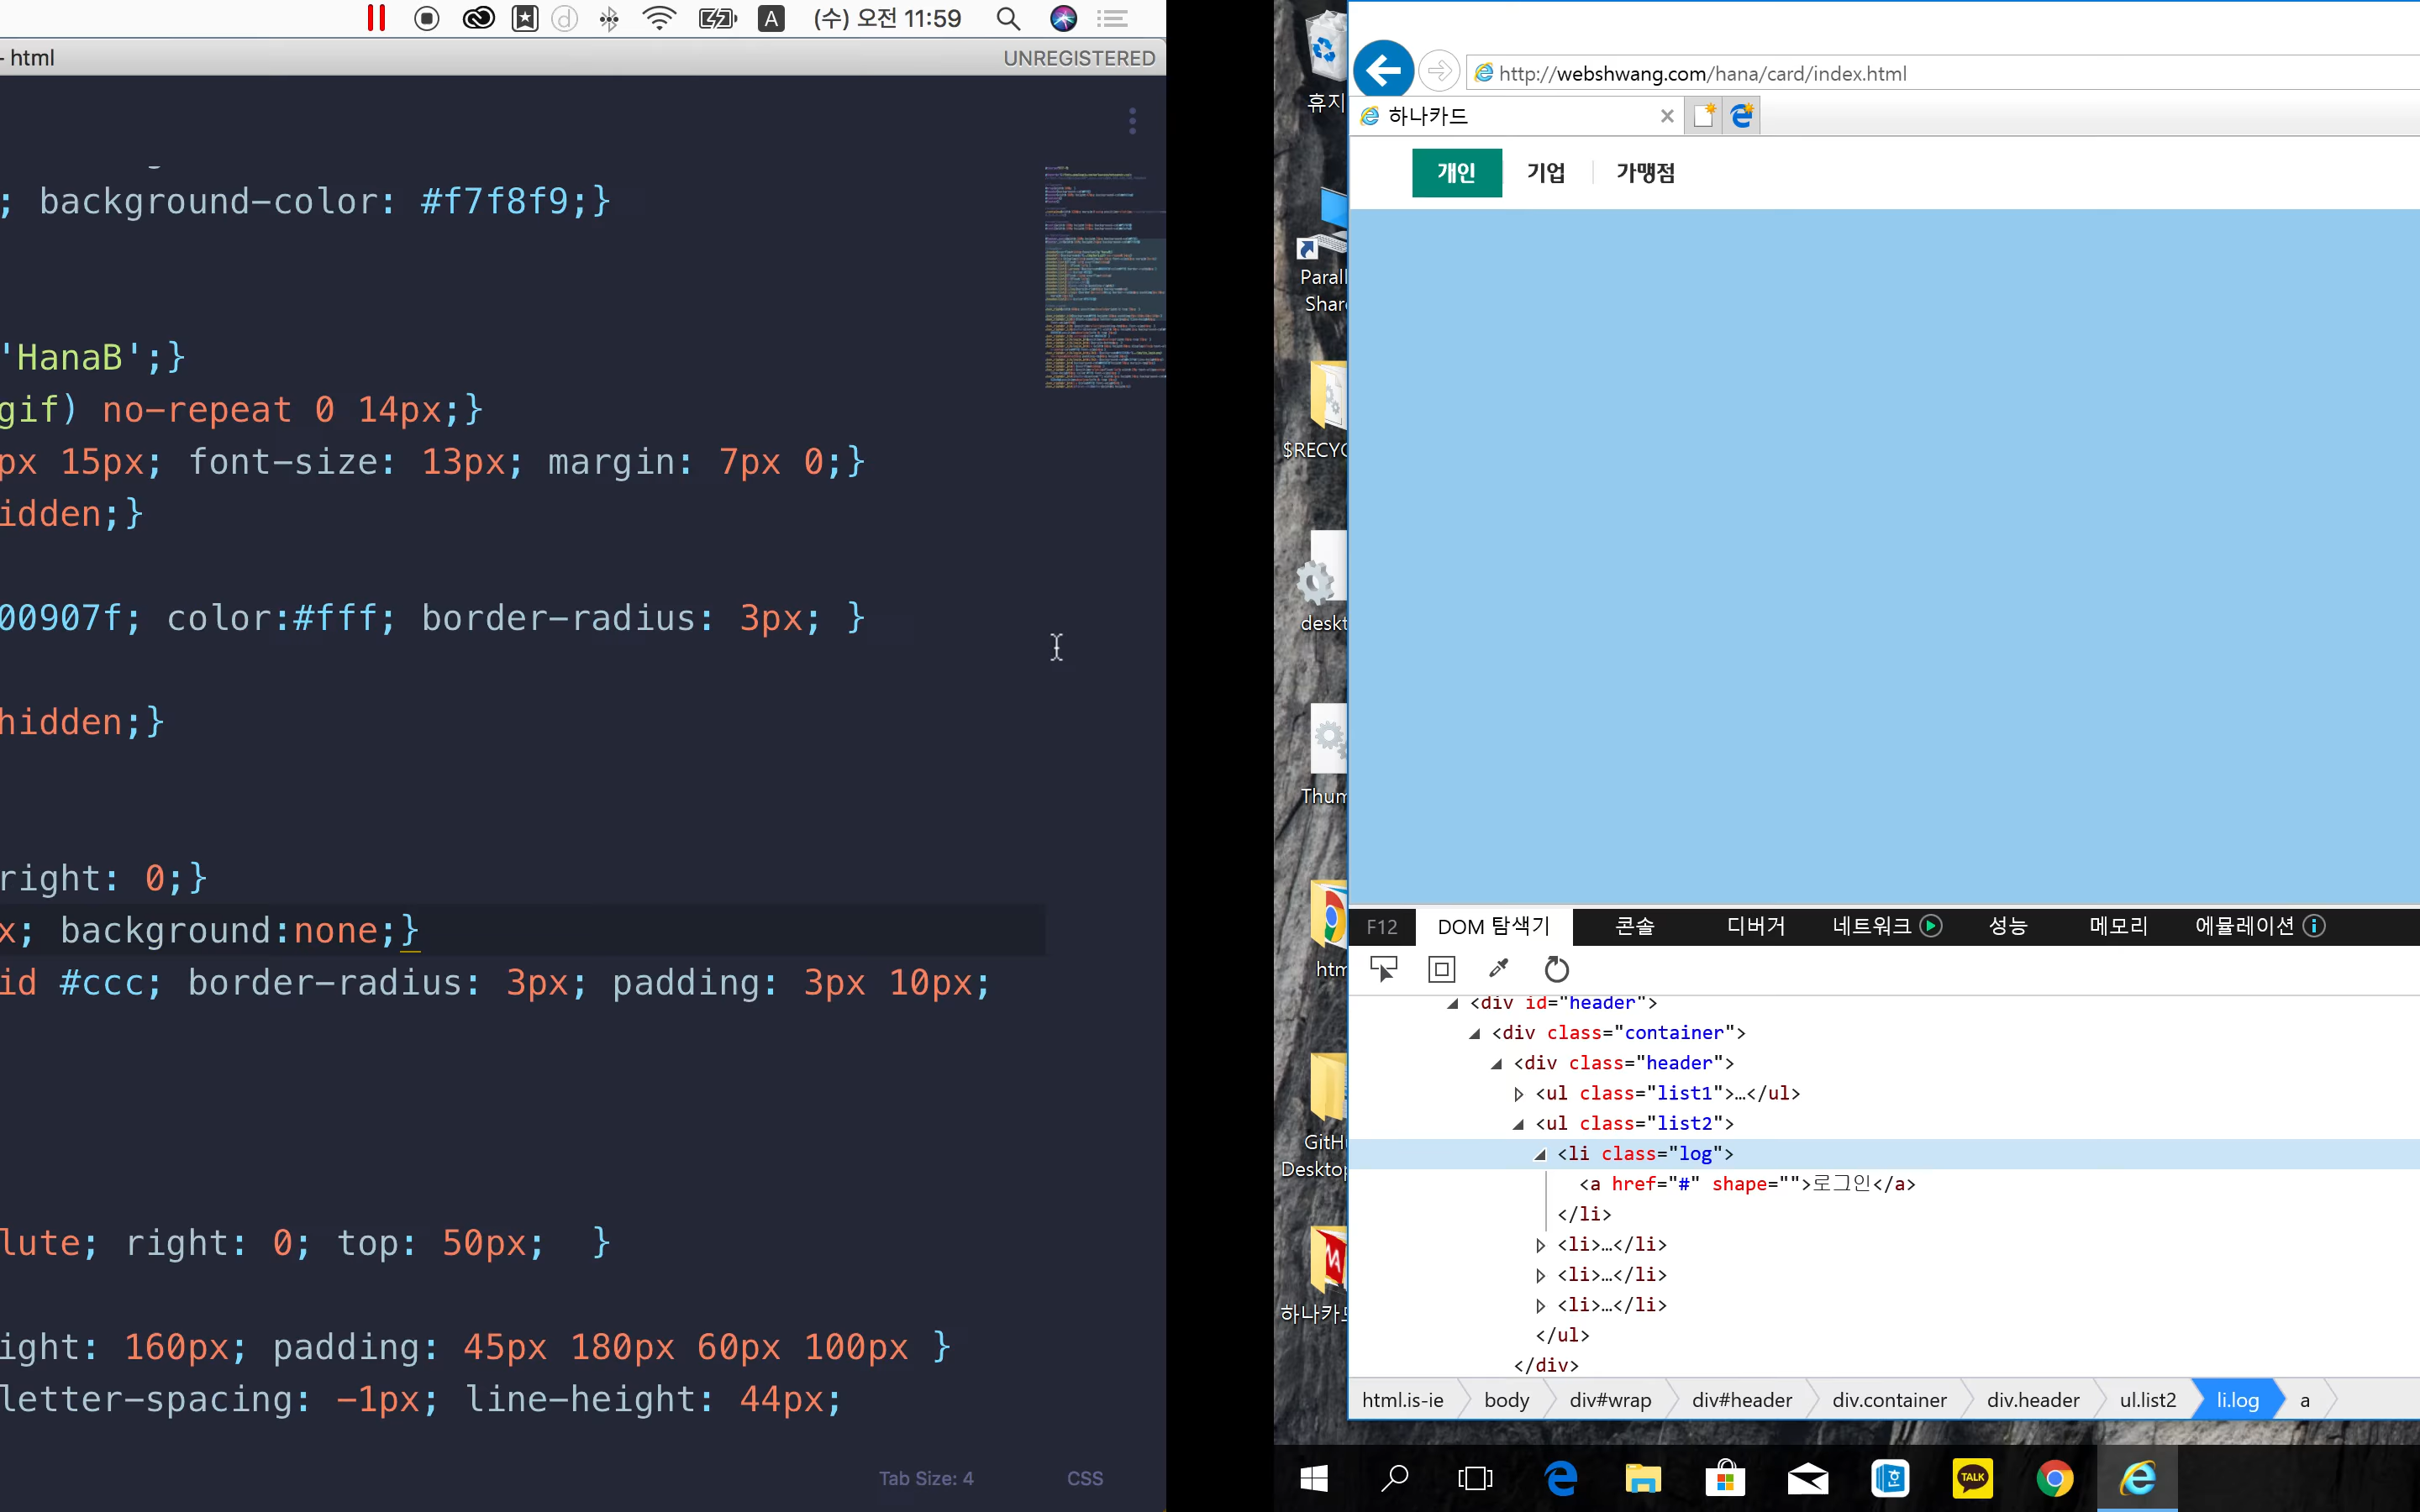 A
(수) 오전 11:59
- html
UNREGISTERED
; background-color: #f7f8f9;}
'HanaB';}
gif) no-repeat 0 14px;}
px 15px; font-size: 13px; margin: 7px 0;}
idden;}
00907f; color:#fff; border-radius: 3px; }
hidden;}
right: 0;}
x; background:none;}
id #ccc; border-radius: 3px; padding: 3px 10px;
lute; right: 0; top: 50px; }
ight: 160px; padding: 45px 180px 60px 100px }
letter-spacing: -1px; line-height: 44px;
Tab Size: 4
CSS
휴지
Parall
Shar
$RECYC
deskt
Thum
htm
GitH
Desktop
하나카드
http://webshwang.com/hana/card/index.html
하나카드
개인
기업
가맹점
F12
DOM 탐색기
콘솔
디버거
네트워크
성능
메모리
에뮬레이션
<div id="header">
<div class="container">
<div class="header">
<ul class="list1">…</ul>
<ul class="list2">
<li class="log">
<a href="#" shape="">로그인</a>
</li>
<li>…</li>
<li>…</li>
<li>…</li>
</ul>
</div>
html.is-ie
body
div#wrap
div#header
div.container
div.header
ul.list2
li.log
a
TALK